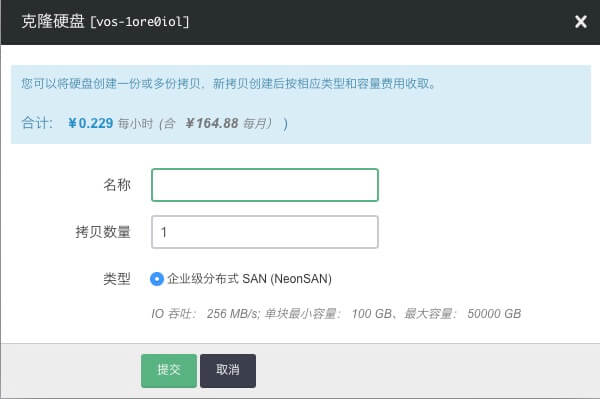 克隆硬盘 [vos-1ore0iol]
×
您可以将硬盘创建一份或多份拷贝，新拷贝创建后按相应类型和容量费用收取。
合计： ¥0.229 每小时 (合 ¥164.88 每月） )
名称
拷贝数量 1
类型 企业级分布式 SAN (NeonSAN)
IO 吞吐： 256 MB/s; 单块最小容量： 100 GB、最大容量： 50000 GB
提交 取消